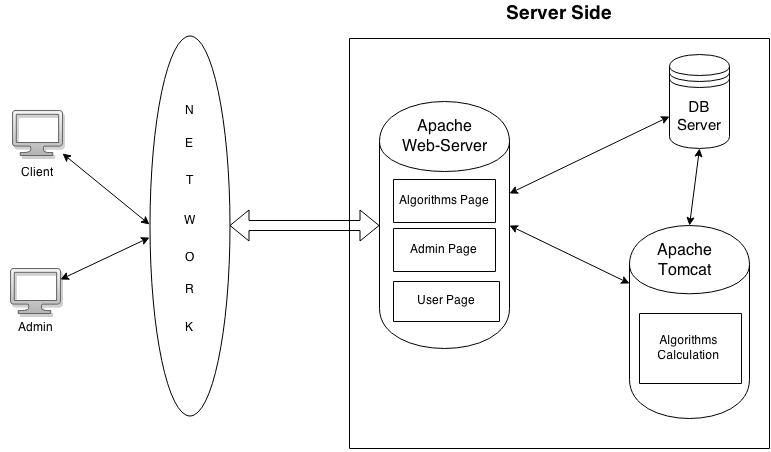 Server Side
Client
Admin
N
E
T
W
O
R
K
Apache
Web-Server
Algorithms Page
Admin Page
User Page
DB
Server
Apache
Tomcat
Algorithms
Calculation